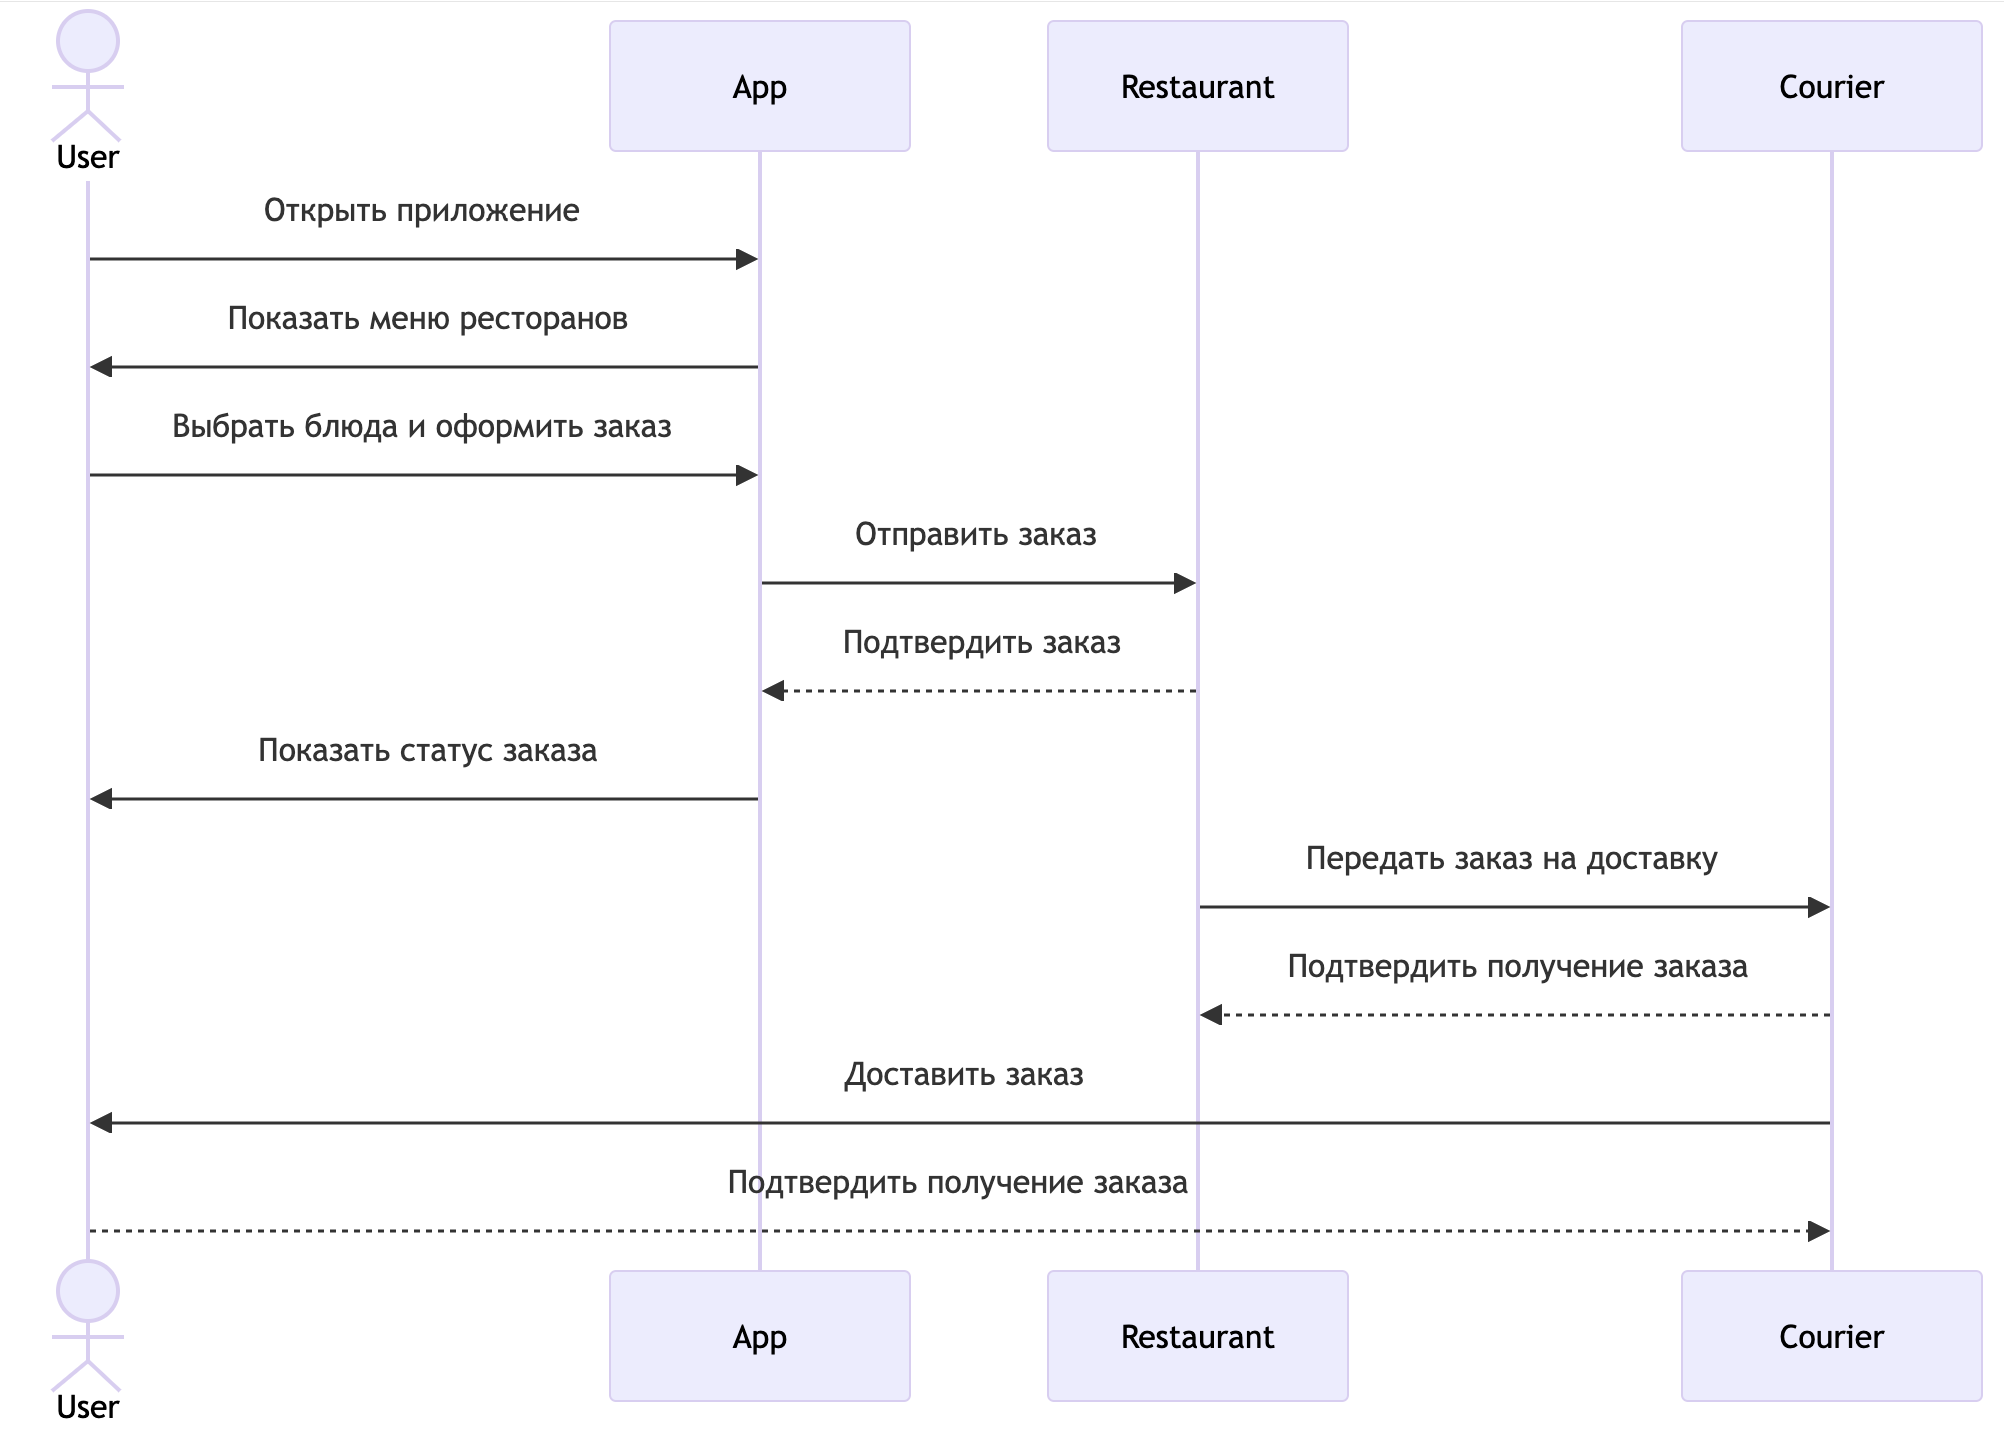 User
App
Restaurant
Courier
Открыть приложение
Показать меню ресторанов
Выбрать блюда и оформить заказ
Отправить заказ
Подтвердить заказ
Показать статус заказа
Передать заказ на доставку
Подтвердить получение заказа
Доставить заказ
Подтвердить получение заказа
User
App
Restaurant
Courier